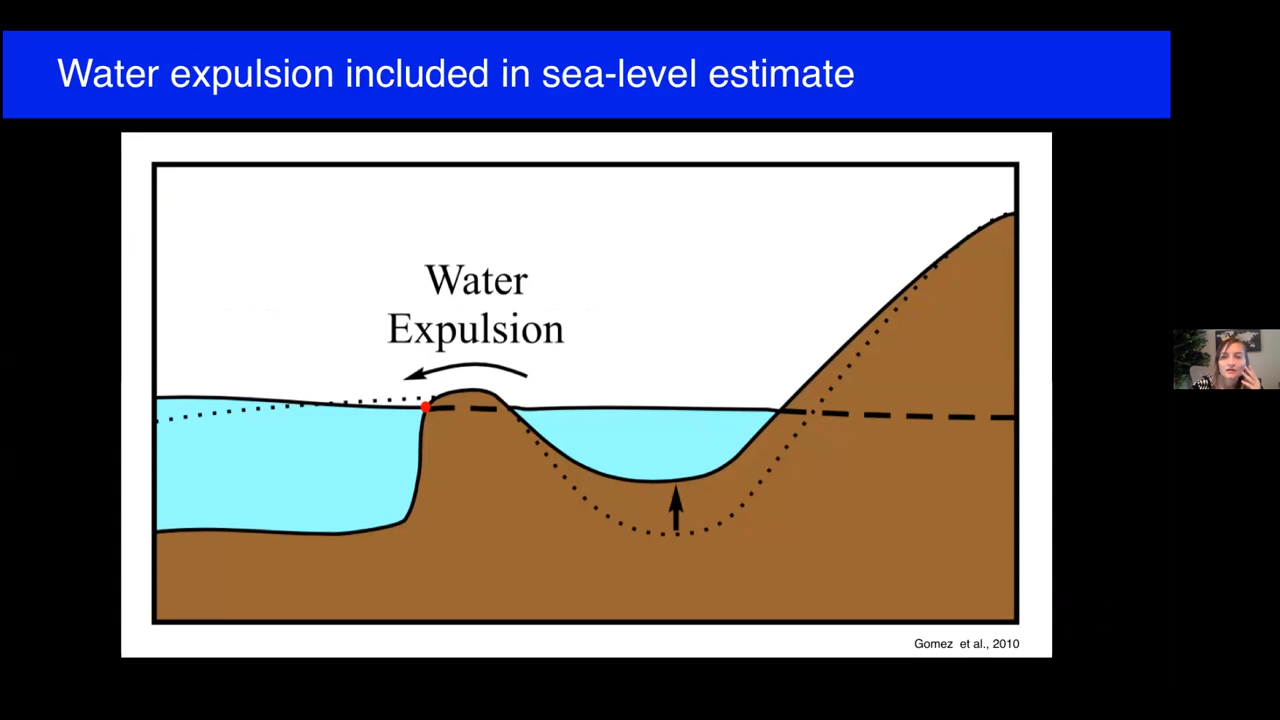 Water expulsion included in sea-level estimate
Water
Expulsion
Gomez et al., 2010